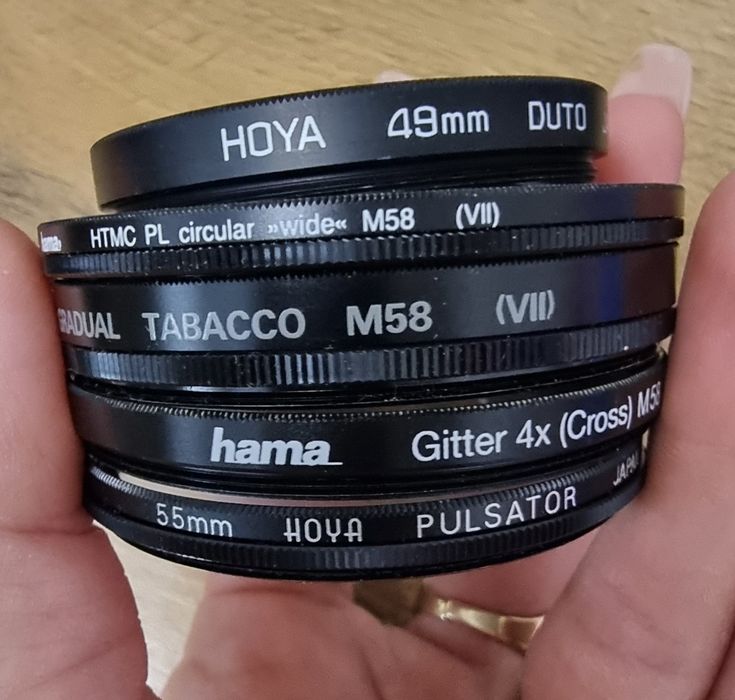 HOYA 49mm DUTO
hama HTMC PL circular »wide« M58 (VII)
GRADUAL TABACCO M58 (VII)
hama Gitter 4x (Cross) M58
55mm HOYA PULSATOR JAPAN